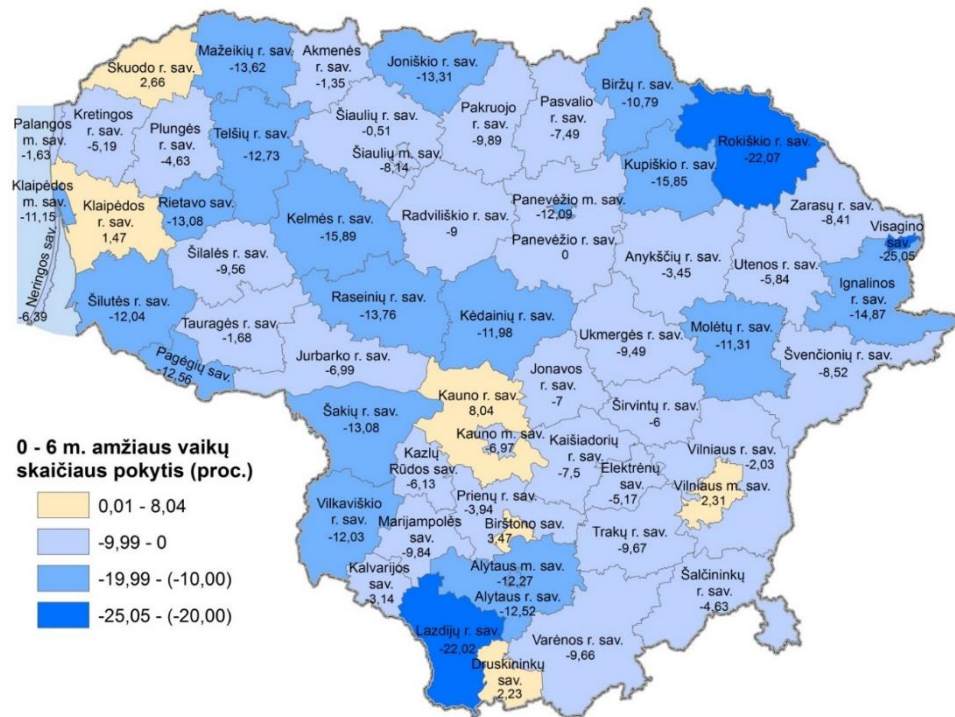 Skuodo r. sav.
2,66
Mažeikių r. sav.
-13,62
Akmenės
r. sav.
-1,35
Joniškio r. sav.
-13,31
Biržų r. sav.
-10,79
Palangos
m. sav.
-1,63
Kretingos
r. sav.
-5,19
Plungės
r. sav.
-4,63
Telšių r. sav.
-12,73
Šiaulių r. sav.
-0,51
Šiaulių m. sav.
-8,14
Pakruojo
r. sav.
-9,89
Pasvalio
r. sav.
-7,49
Rokiškio r. sav.
-22,07
Kupiškio r. sav.
-15,85
Klaipėdos
m. sav.
-11,15
Klaipėdos
r. sav.
1,47
Rietavo sav.
-13,08
Kelmės r. sav.
-15,89
Radviliškio r. sav.
-9
Panevėžio m. sav.
-12,09
Panevėžio r. sav.
0
Zarasų r. sav.
-8,41
Visagino
sav.
-25,05
Anykščių r. sav.
-3,45
Utenos r. sav.
-5,84
Ignalinos
r. sav.
-14,87
Neringos sav.
-6,39
Šilalės r. sav.
-9,56
Šilutės r. sav.
-12,04
Tauragės r. sav.
-1,68
Raseinių r. sav.
-13,76
Kėdainių r. sav.
-11,98
Ukmergės r. sav.
-9,49
Molėtų r. sav.
-11,31
Švenčionių r. sav.
-8,52
Pagėgių sav.
-12,56
Jurbarko r. sav.
-6,99
Jonavos
r. sav.
-7
Širvintų r. sav.
-6
Kauno r. sav.
8,04
Kauno m. sav.
-6,97
Šakių r. sav.
-13,08
Kazlų
Rūdos sav.
-6,13
Kaišiadorių
r. sav.
-7,5
Elektrėnų
sav.
-5,17
Vilniaus r. sav.
-2,03
Vilniaus m. sav.
2,31
0 - 6 m. amžiaus vaikų
skaičiaus pokytis (proc.)
0,01 - 8,04
-9,99 - 0
-19,99 - (-10,00)
-25,05 - (-20,00)
Vilkaviškio
r. sav.
-12,03
Prienų r. sav.
-3,94
Marijampolės
sav.
-9,84
Birštono sav.
3,47
Trakų r. sav.
-9,67
Kalvarijos
sav.
-3,14
Alytaus m. sav.
-12,27
Alytaus r. sav.
-12,52
Šalčininkų
r. sav.
-4,63
Lazdijų r. sav.
-22,02
Varėnos r. sav.
-9,66
Druskininkų
sav.
2,23